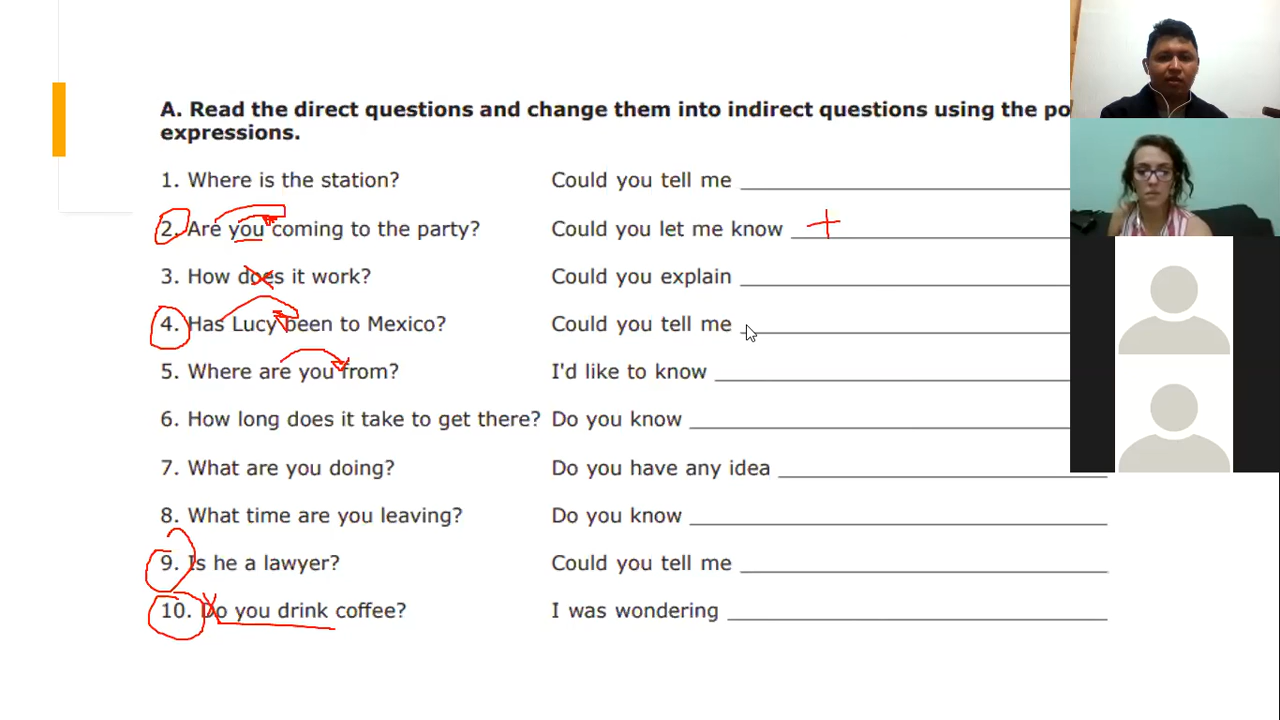 A. Read the direct questions and change them into indirect questions using the po
expressions.
1. Where is the station? Could you tell me
2. Are you coming to the party? Could you let me know +
3. How does it work? Could you explain
4. Has Lucy been to Mexico? Could you tell me
5. Where are you from? I'd like to know
6. How long does it take to get there? Do you know
7. What are you doing? Do you have any idea
8. What time are you leaving? Do you know
9. Is he a lawyer? Could you tell me
10. Do you drink coffee? I was wondering